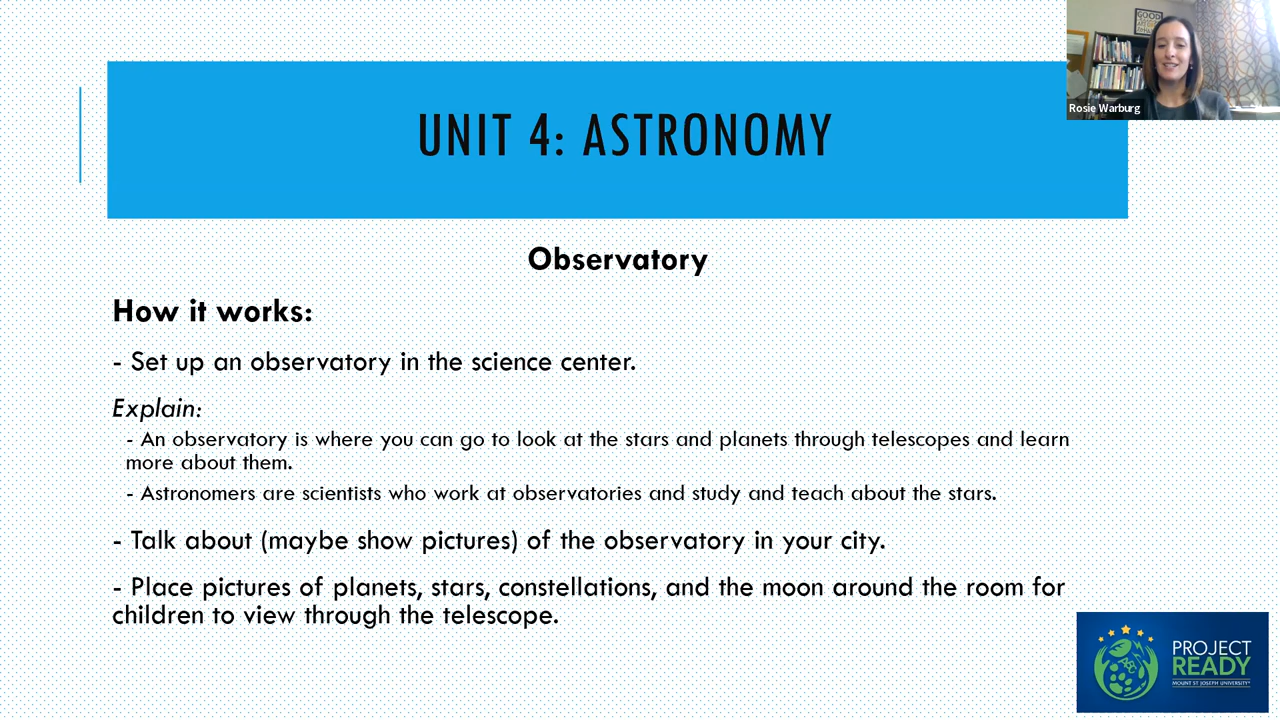 Rosie Warburg
UNIT 4: ASTRONOMY
Observatory
How it works:
- Set up an observatory in the science center.
Explain:
- An observatory is where you can go to look at the stars and planets through telescopes and learn
more about them.
- Astronomers are scientists who work at observatories and study and teach about the stars.
- Talk about (maybe show pictures) of the observatory in your city.
- Place pictures of planets, stars, constellations, and the moon around the room for
children to view through the telescope.
PROJECT
READY
MOUNT ST JOSEPH UNIVERSITY